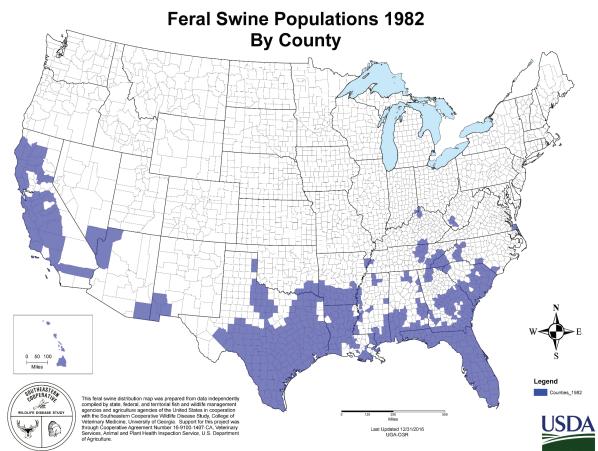 Feral Swine Populations 1982
By County
0 50 100
Miles
SOUTHEASTERN COOPERATIVE
WILDLIFE DISEASE STUDY
This feral swine distribution map was prepared from data independently
compiled by state, federal, and territorial fish and wildlife management
agencies and agriculture agencies of the United States in cooperation
with the Southeastern Cooperative Wildlife Disease Study, College of
Veterinary Medicine, University of Georgia. Support for this project was
through Cooperative Agreement Number 16-9100-1407-CA, Veterinary
Services, Animal and Plant Health Inspection Service, U.S. Department
of Agriculture.
Miles
Last Updated 12/31/2016
UGA-CGR
N
W E
S
Legend
Counties_1982
USDA